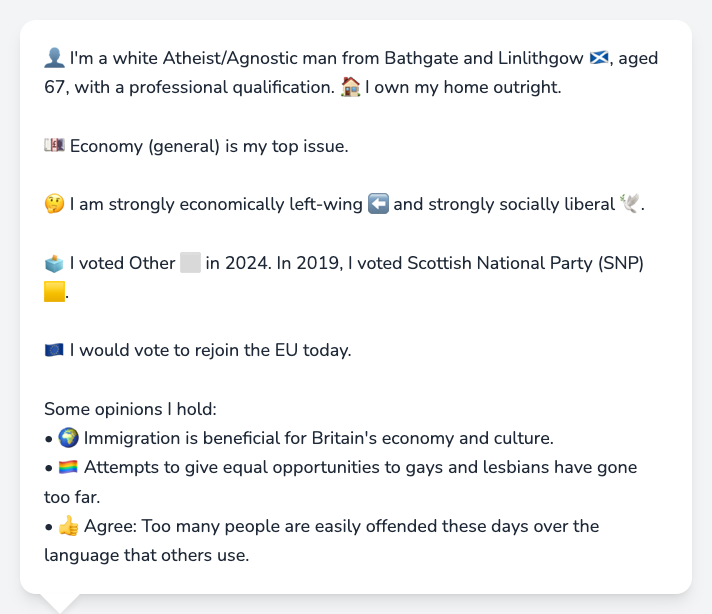 👤 I'm a white Atheist/Agnostic man from Bathgate and Linlithgow 🏴󠁧󠁢󠁳󠁣󠁴󠁿, aged
67, with a professional qualification. 🏠 I own my home outright.
💷 Economy (general) is my top issue.
🤔 I am strongly economically left-wing ⬅️ and strongly socially liberal 🕊️.
🗳️ I voted Other ⬜ in 2024. In 2019, I voted Scottish National Party (SNP)
🟨.
🇪🇺 I would vote to rejoin the EU today.
Some opinions I hold:
• 🌍 Immigration is beneficial for Britain's economy and culture.
• 🏳️‍🌈 Attempts to give equal opportunities to gays and lesbians have gone
too far.
• 👍 Agree: Too many people are easily offended these days over the
language that others use.